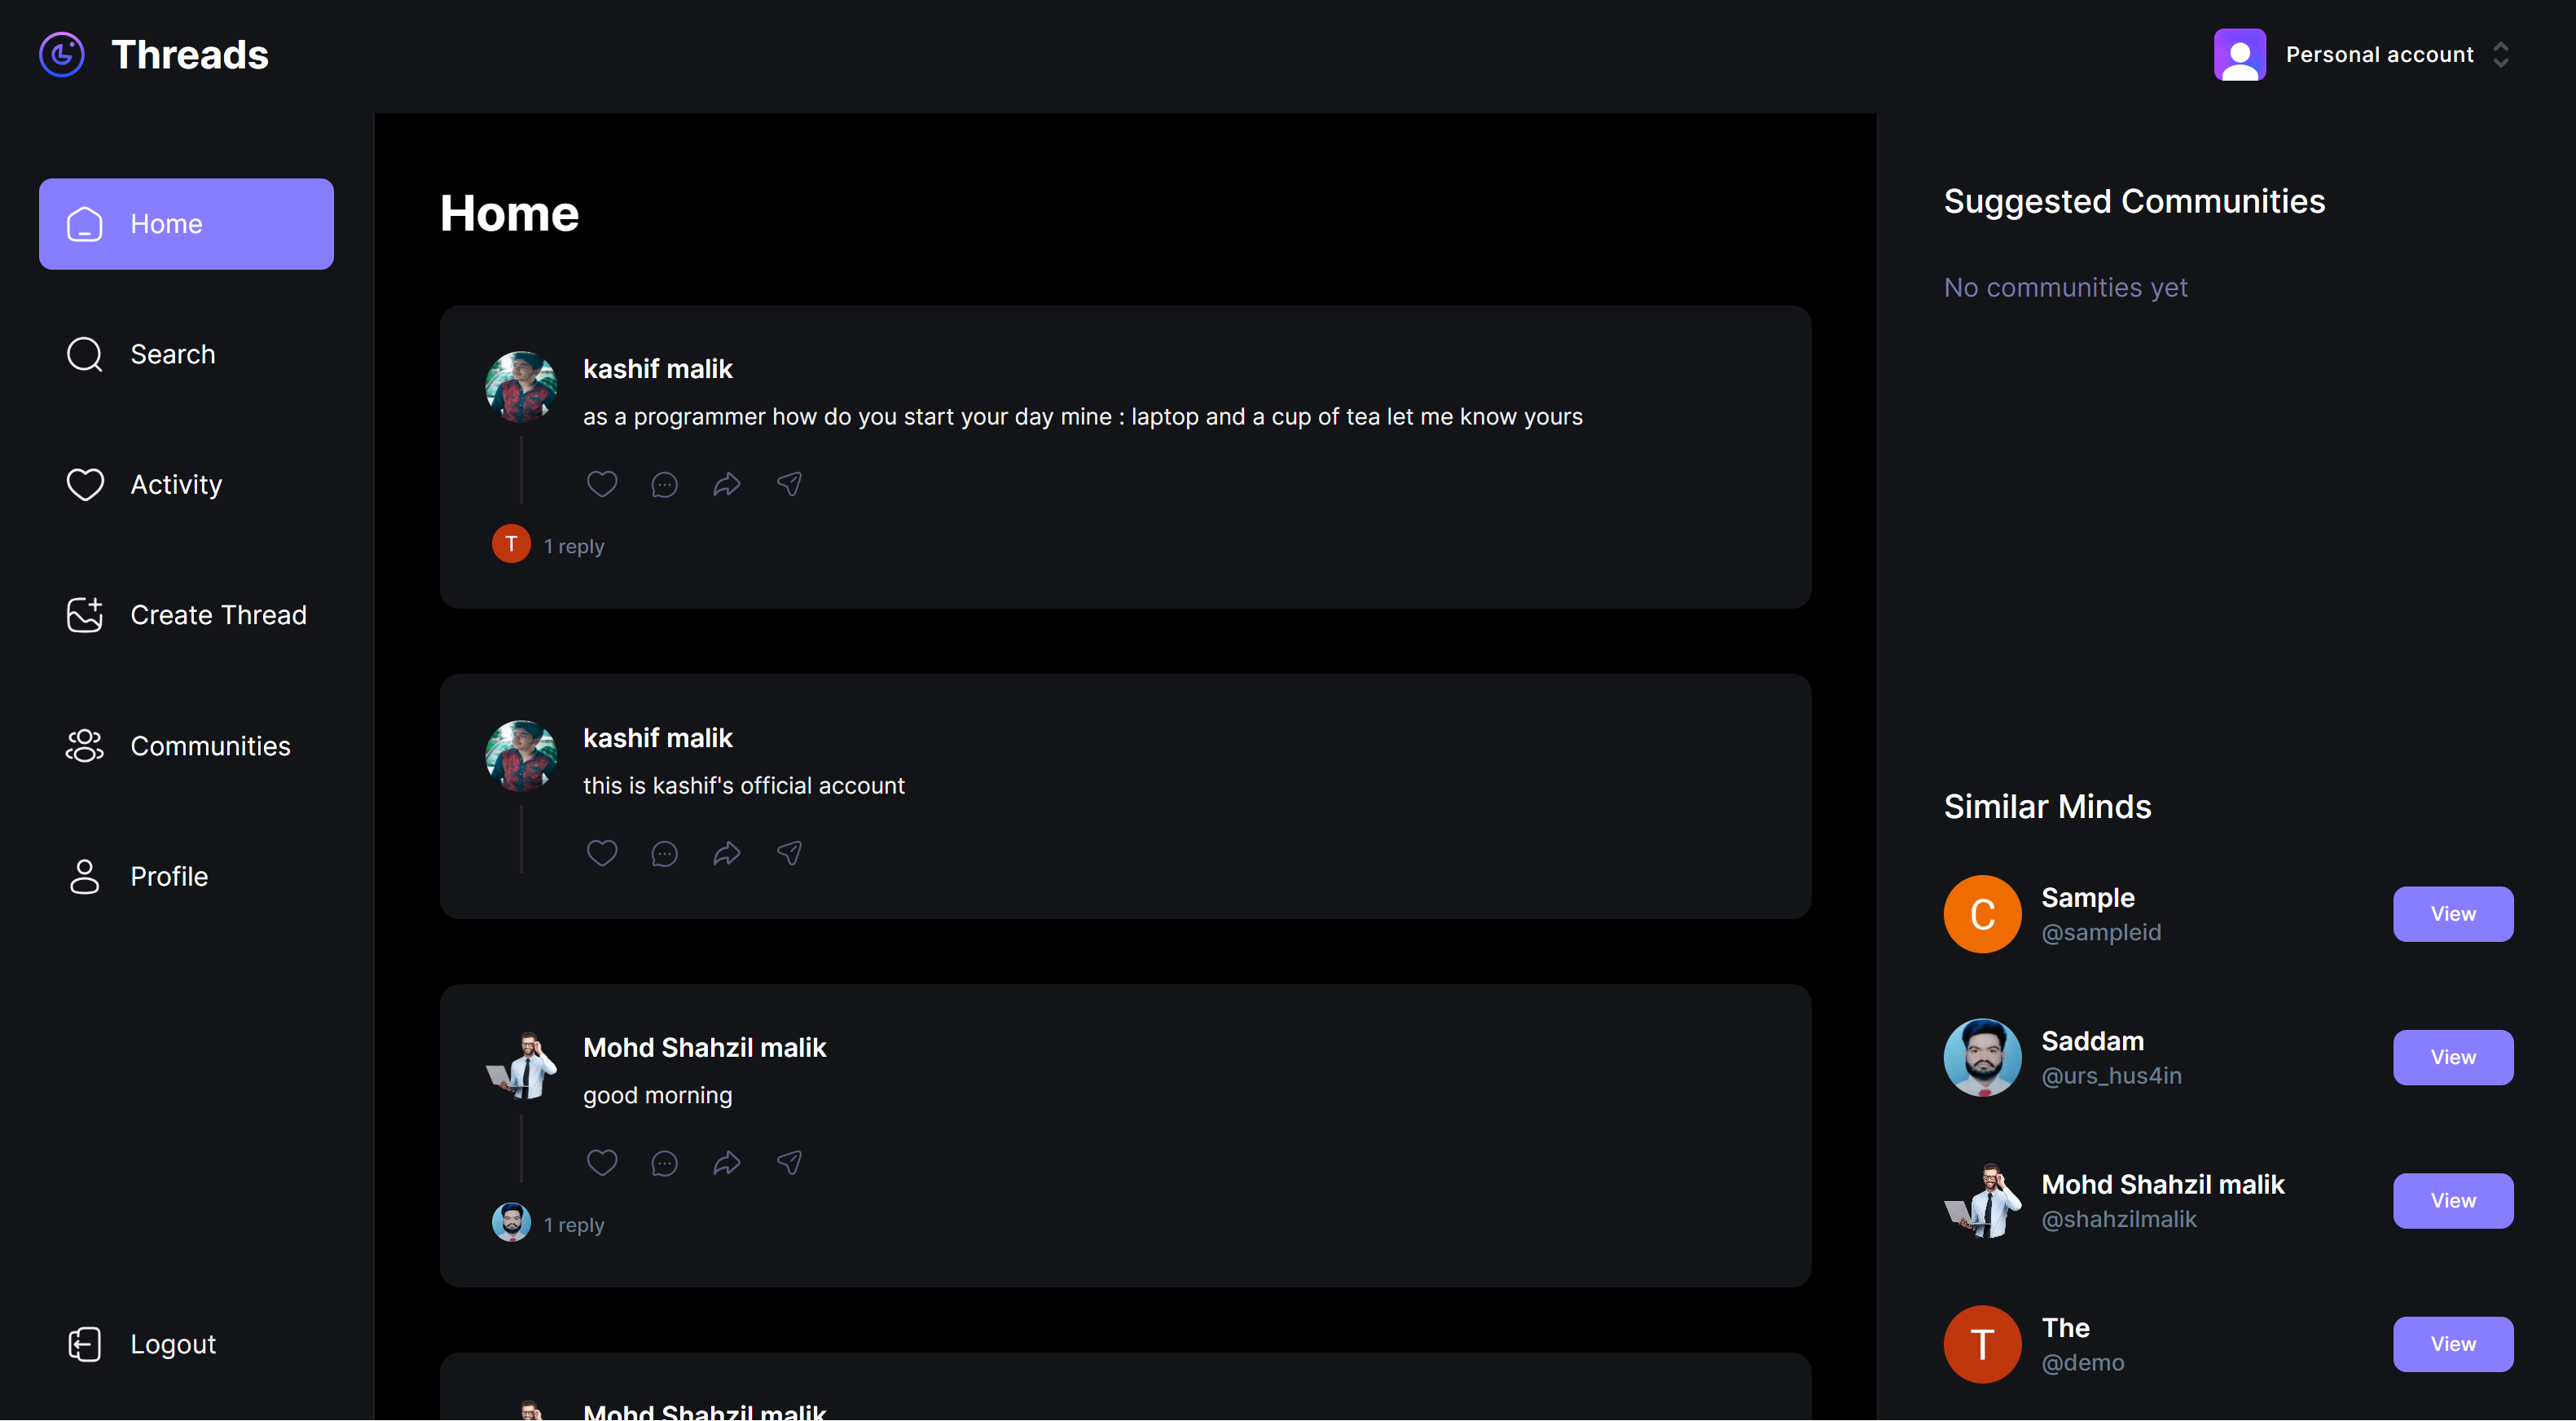 Threads
Personal account
Home
Search
Activity
Create Thread
Communities
Profile
Logout
Home
kashif malik
as a programmer how do you start your day mine : laptop and a cup of tea let me know yours
T
1 reply
kashif malik
this is kashif's official account
Mohd Shahzil malik
good morning
1 reply
Mohd Shahzil malik
Suggested Communities
No communities yet
Similar Minds
C
Sample
@sampleid
View
Saddam
@urs_hus4in
View
Mohd Shahzil malik
@shahzilmalik
View
T
The
@demo
View